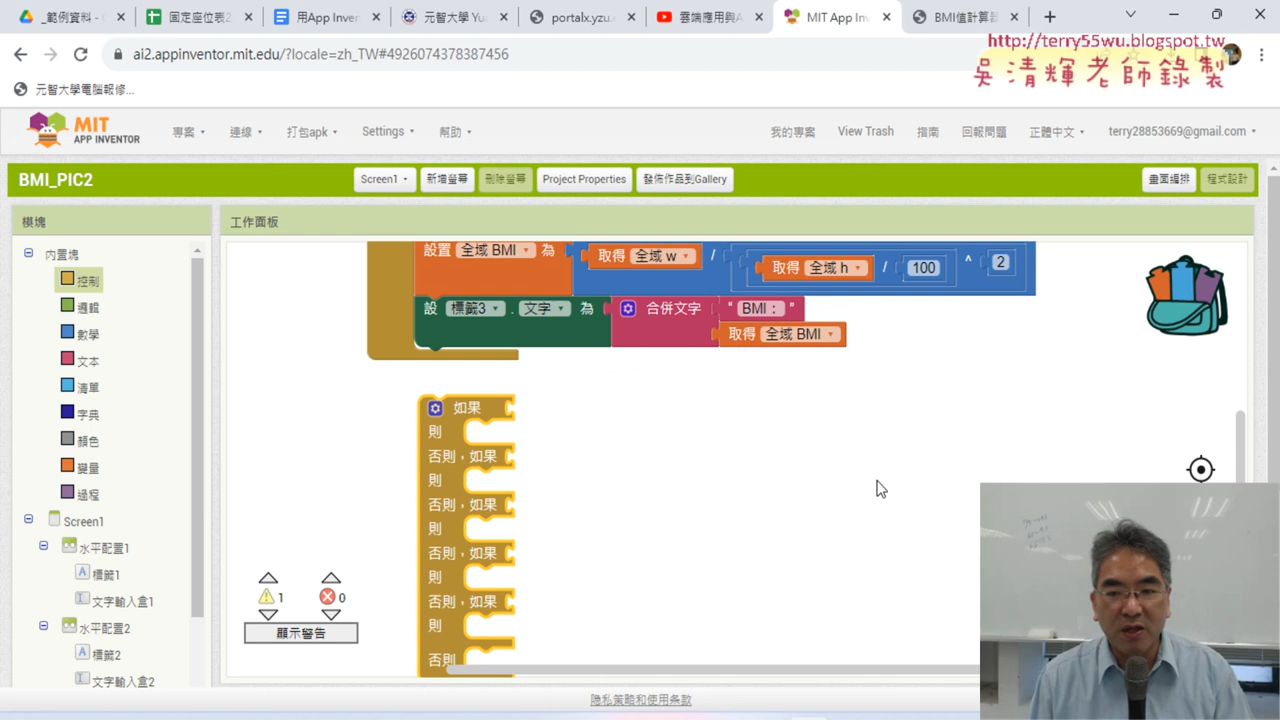 _範例資料 -
固定座位表2
用App Inver
元智大學 Yua
portalx.yzu.e
雲端應用與A
MIT App Inv
BMI值計算器
ai2.appinventor.mit.edu/?locale=zh_TW#4926074378387456
http://terry55wu.blogspot.tw
吳清輝老師錄製
元智大學電腦報修...
MIT
APP INVENTOR
專案
連線
打包apk
Settings
幫助
我的專案
View Trash
指南
回報問題
正體中文
terry28853669@gmail.com
BMI_PIC2
Screen1
新增螢幕
刪除螢幕
Project Properties
發佈作品到Gallery
畫面編排
程式設計
模塊
工作面板
內置塊
控制
邏輯
數學
文本
清單
字典
顏色
變量
過程
Screen1
水平配置1
標籤1
文字輸入盒1
水平配置2
標籤2
文字輸入盒2
設置 全域 BMI 為 取得 全域 w / 取得 全域 h / 100 ^ 2
設 標籤3 . 文字 為 合併文字 “ BMI： ”
取得 全域 BMI
如果
則
否則，如果
則
否則，如果
則
否則，如果
則
否則，如果
則
否則
1
0
顯示警告
隐私策略和使用条款